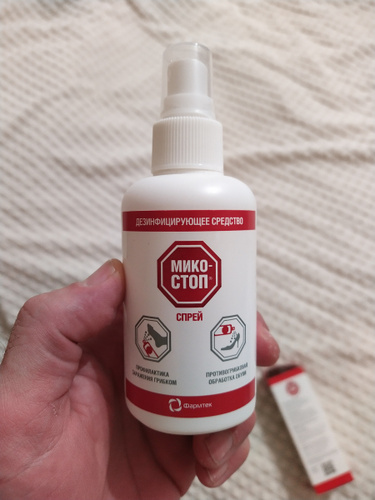 ДЕЗИНФИЦИРУЮЩЕЕ СРЕДСТВО
МИКО-
СТОП®
СПРЕЙ
ПРОФИЛАКТИКА
ЗАРАЖЕНИЯ ГРИБКОМ
ПРОТИВОГРИБКОВАЯ
ОБРАБОТКА ОБУВИ
Фармтек